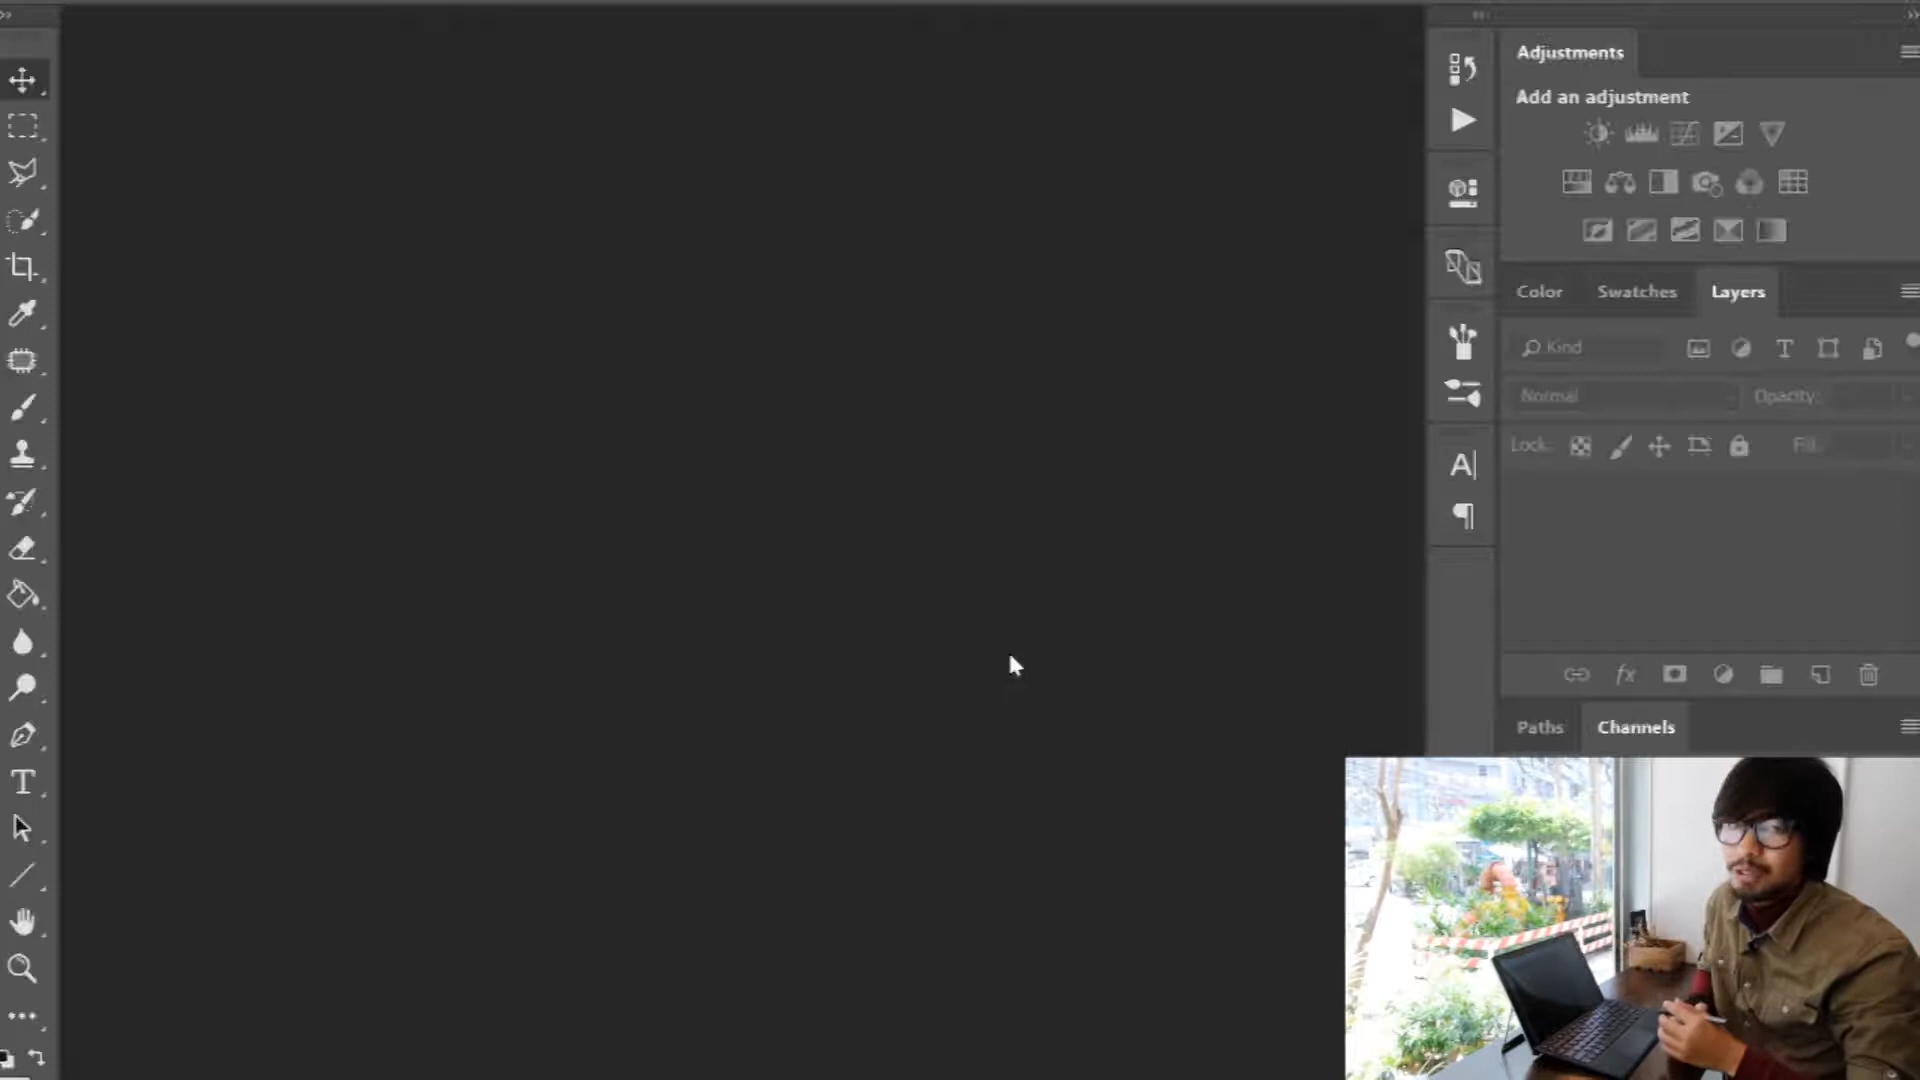 Adjustments
Add an adjustment
Color Swatches Layers
Kind
Normal Opacity:
Lock: Fill:
Paths Channels